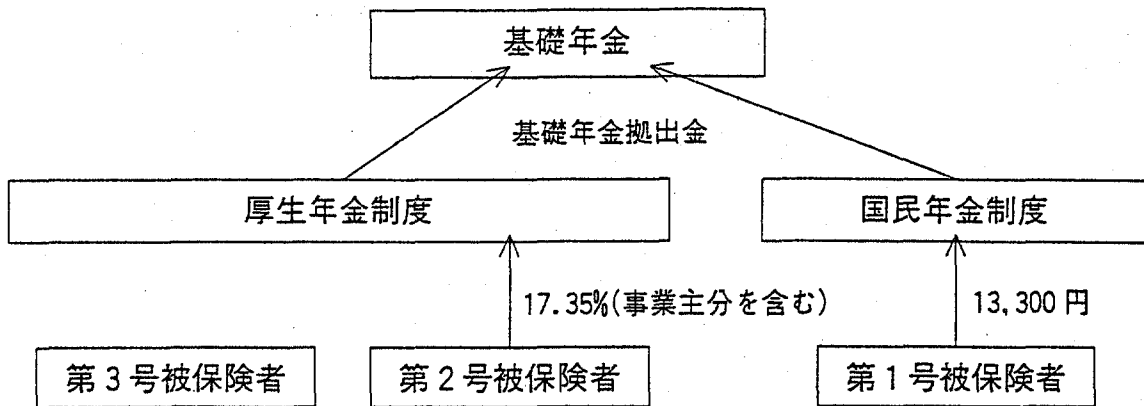 基礎年金
基礎年金拠出金
厚生年金制度
国民年金制度
17.35%(事業主分を含む)
13,300円
第3号被保険者
第2号被保険者
第1号被保険者